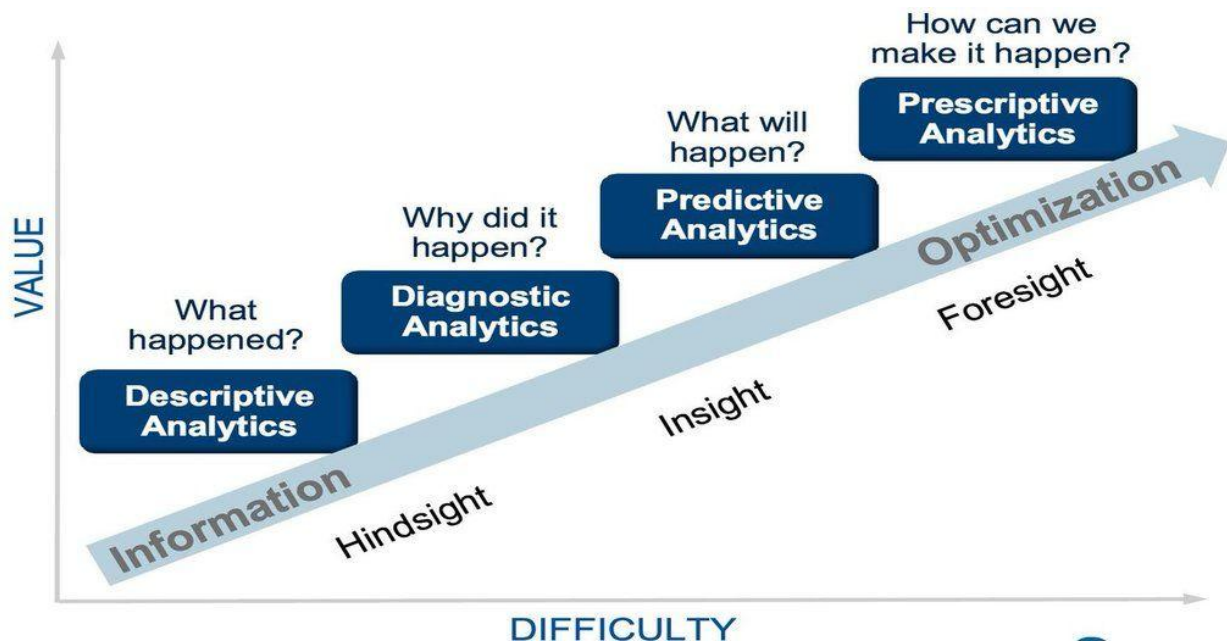 How can we
make it happen?
Prescriptive
Analytics
What will
happen?
Predictive
Analytics
Why did it
happen?
Diagnostic
Analytics
What
happened?
Descriptive
Analytics
VALUE
Information
Optimization
Hindsight
Insight
Foresight
DIFFICULTY